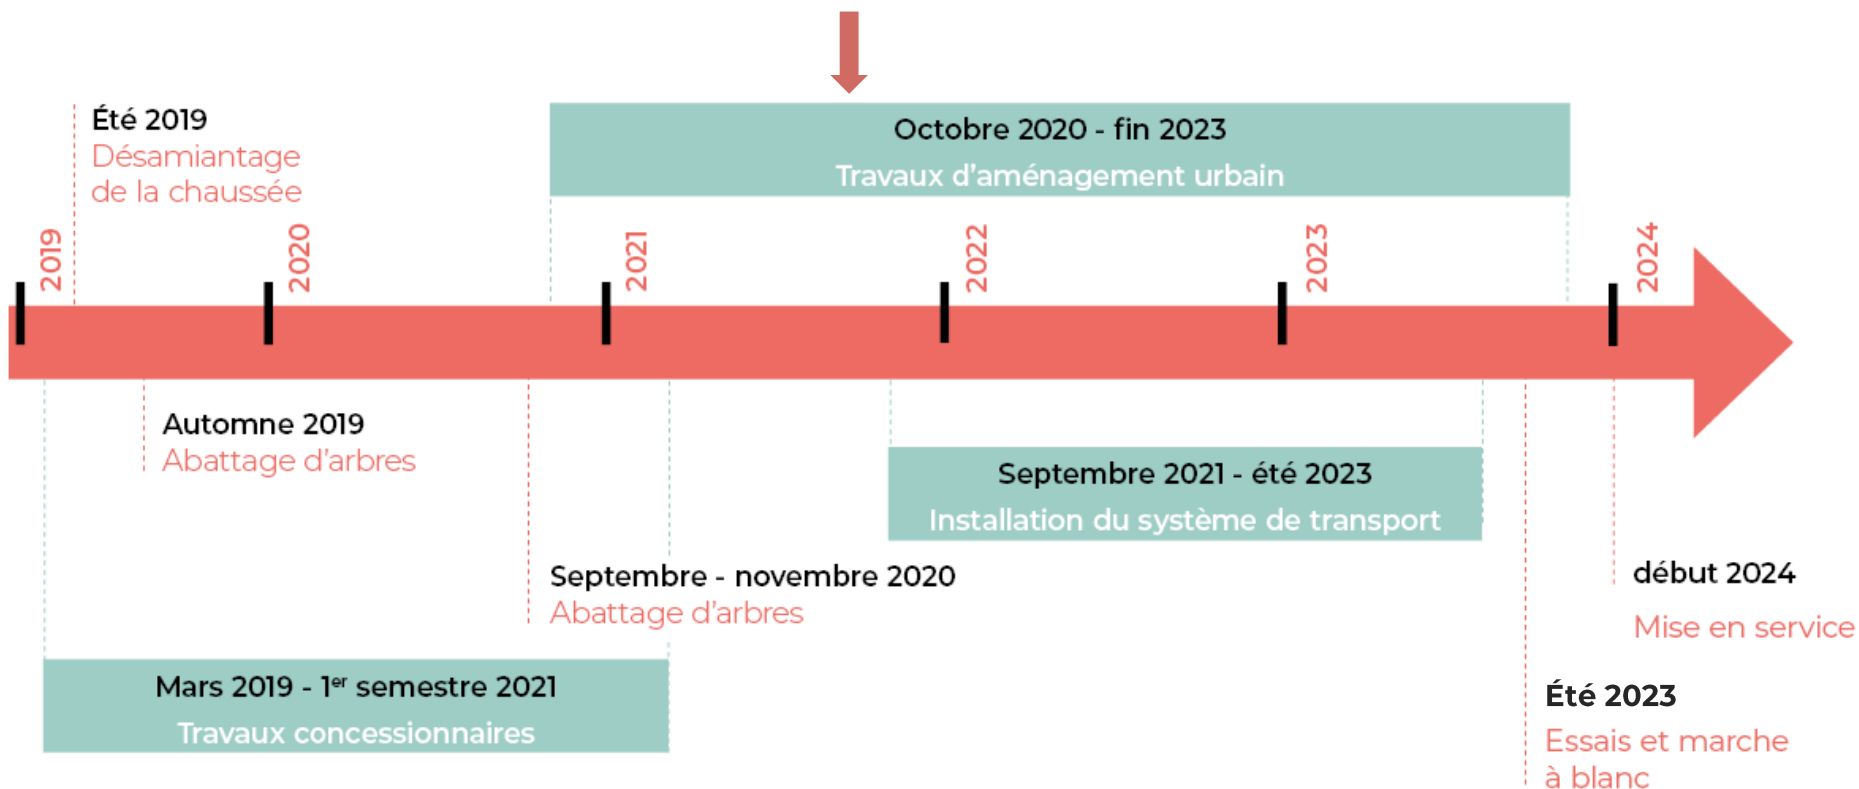 Été 2019
Désamiantage
de la chaussée
Octobre 2020 - fin 2023
Travaux d'aménagement urbain
2019
2020
2021
2022
2023
2024
Automne 2019
Abattage d'arbres
Septembre 2021 - été 2023
Installation du système de transport
Septembre - novembre 2020
Abattage d'arbres
début 2024
Mise en service
Mars 2019 - 1er semestre 2021
Travaux concessionnaires
Été 2023
Essais et marche
à blanc